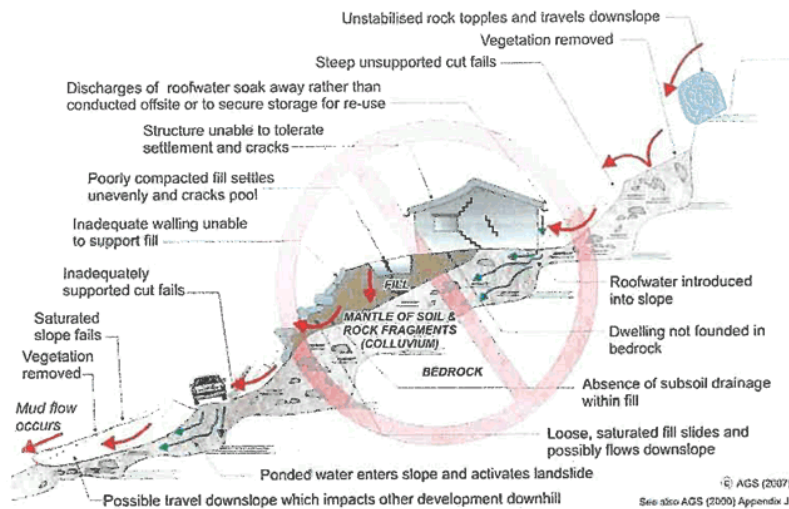 Unstabilised rock topples and travels downslope
Vegetation removed
Steep unsupported cut fails
Discharges of roofwater soak away rather than
conducted offsite or to secure storage for re-use
Structure unable to tolerate
settlement and cracks
Poorly compacted fill settles
unevenly and cracks pool
Inadequate walling unable
to support fill
Inadequately
supported cut fails
Saturated
slope fails
Vegetation
removed
Mud flow
occurs
FILL
MANTLE OF SOIL &
ROCK FRAGMENTS
(COLLUVIUM)
BEDROCK
Roofwater introduced
into slope
Dwelling not founded in
bedrock
Absence of subsoil drainage
within fill
Loose, saturated fill slides and
possibly flows downslope
Ponded water enters slope and activates landslide
Possible travel downslope which impacts other development downhill
© AGS (2007)
See also AGS (2000) Appendix J